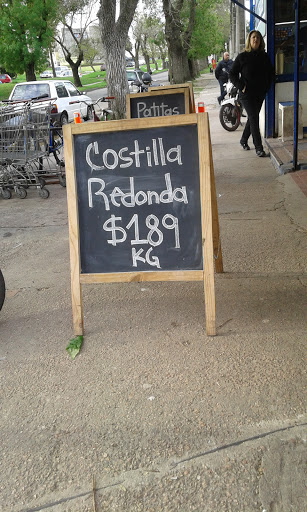 Patitas
Costilla
Redonda
$189
KG